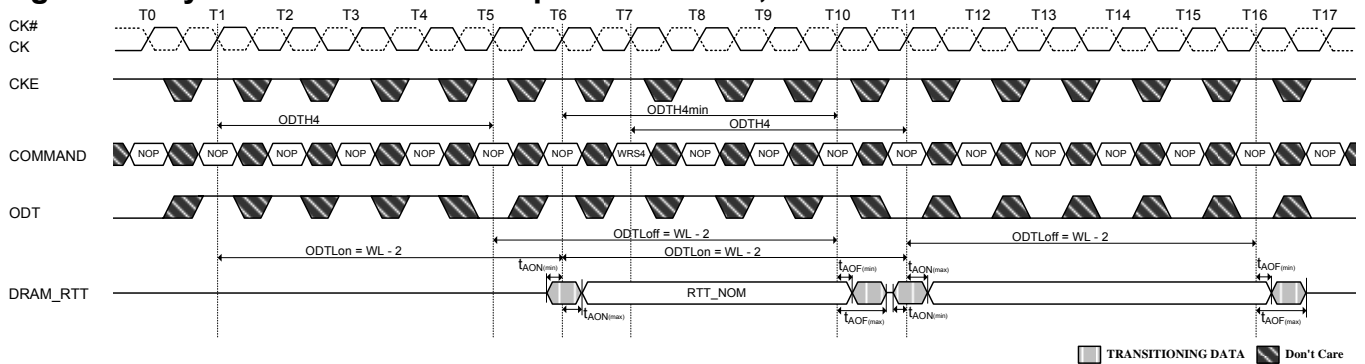 T0 T1 T2 T3 T4 T5 T6 T7 T8 T9 T10 T11 T12 T13 T14 T15 T16 T17
CK#
CK
CKE
ODTH4min
ODTH4 ODTH4
COMMAND NOP NOP NOP NOP NOP NOP NOP WRS4 NOP NOP NOP NOP NOP NOP NOP NOP NOP NOP
ODT
ODTLoff = WL - 2 ODTLoff = WL - 2
ODTLon = WL - 2 ODTLon = WL - 2
tAON(min) tAOF(min) tAON(max) tAOF(min)
DRAM_RTT RTT_NOM
tAON(max) tAOF(max) tAON(min) tAOF(max)
TRANSITIONING DATA Don't Care